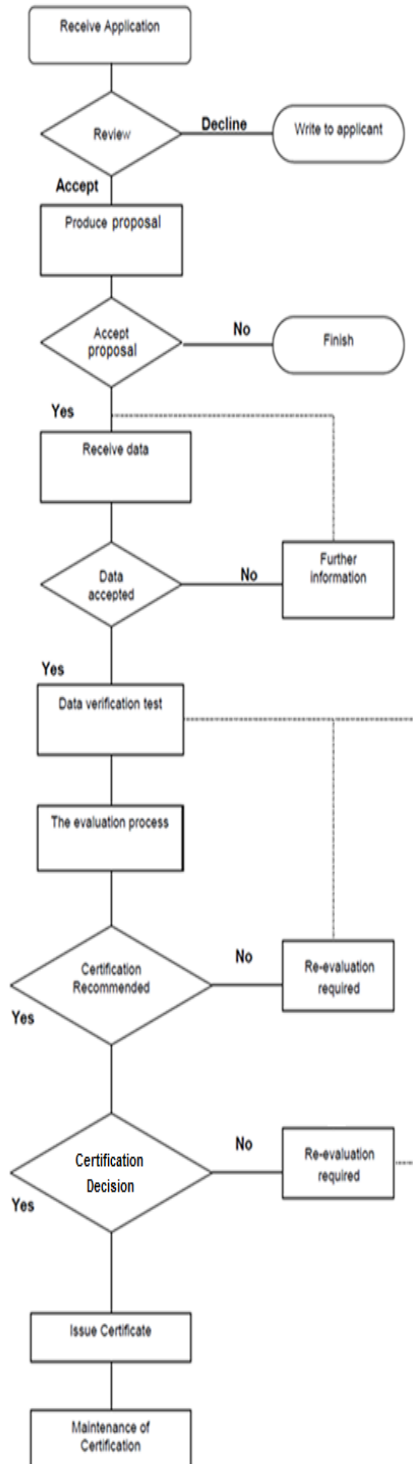 Receive Application
Review
Decline
Write to applicant
Accept
Produce proposal
Accept
proposal
No
Finish
Yes
Receive data
Data
accepted
No
Further
information
Yes
Data verification test
The evaluation process
Certification
Recommended
No
Re-evaluation
required
Yes
Certification
Decision
No
Re-evaluation
required
Yes
Issue Certificate
Maintenance of
Certification